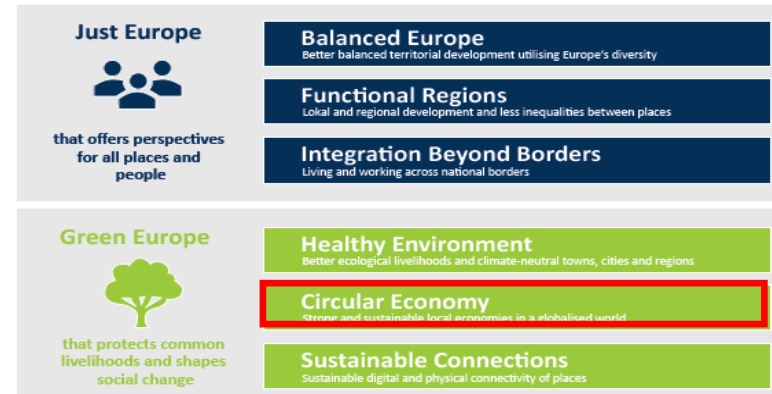 Just Europe
that offers perspectives
for all places and
people
Balanced Europe
Better balanced territorial development utilising Europe's diversity
Functional Regions
Lokal and regional development and less inequalities between places
Integration Beyond Borders
Living and working across national borders
Green Europe
that protects common
livelihoods and shapes
social change
Healthy Environment
Better ecological livelihoods and climate-neutral towns, cities and regions
Circular Economy
Strong and sustainable local economies in a globalised world
Sustainable Connections
Sustainable digital and physical connectivity of places